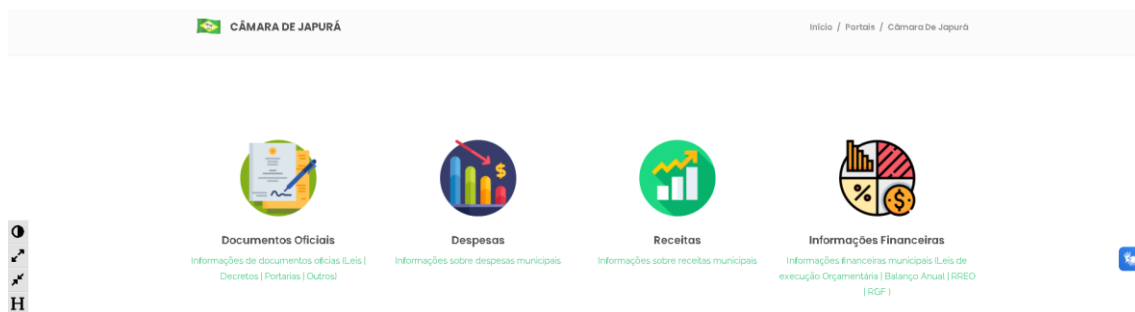 CÂMARA DE JAPURÁ
Início / Portais / Câmara De Japurá
Documentos Oficiais
Informações de documentos oficias (Leis |
Decretos | Portarias | Outros)
Despesas
Informações sobre despesas municipais
Receitas
Informações sobre receitas municipais
Informações Financeiras
Informações financeiras municipais (Leis de
execução Orçamentária | Balanço Anual | RREO
| RGF )
H